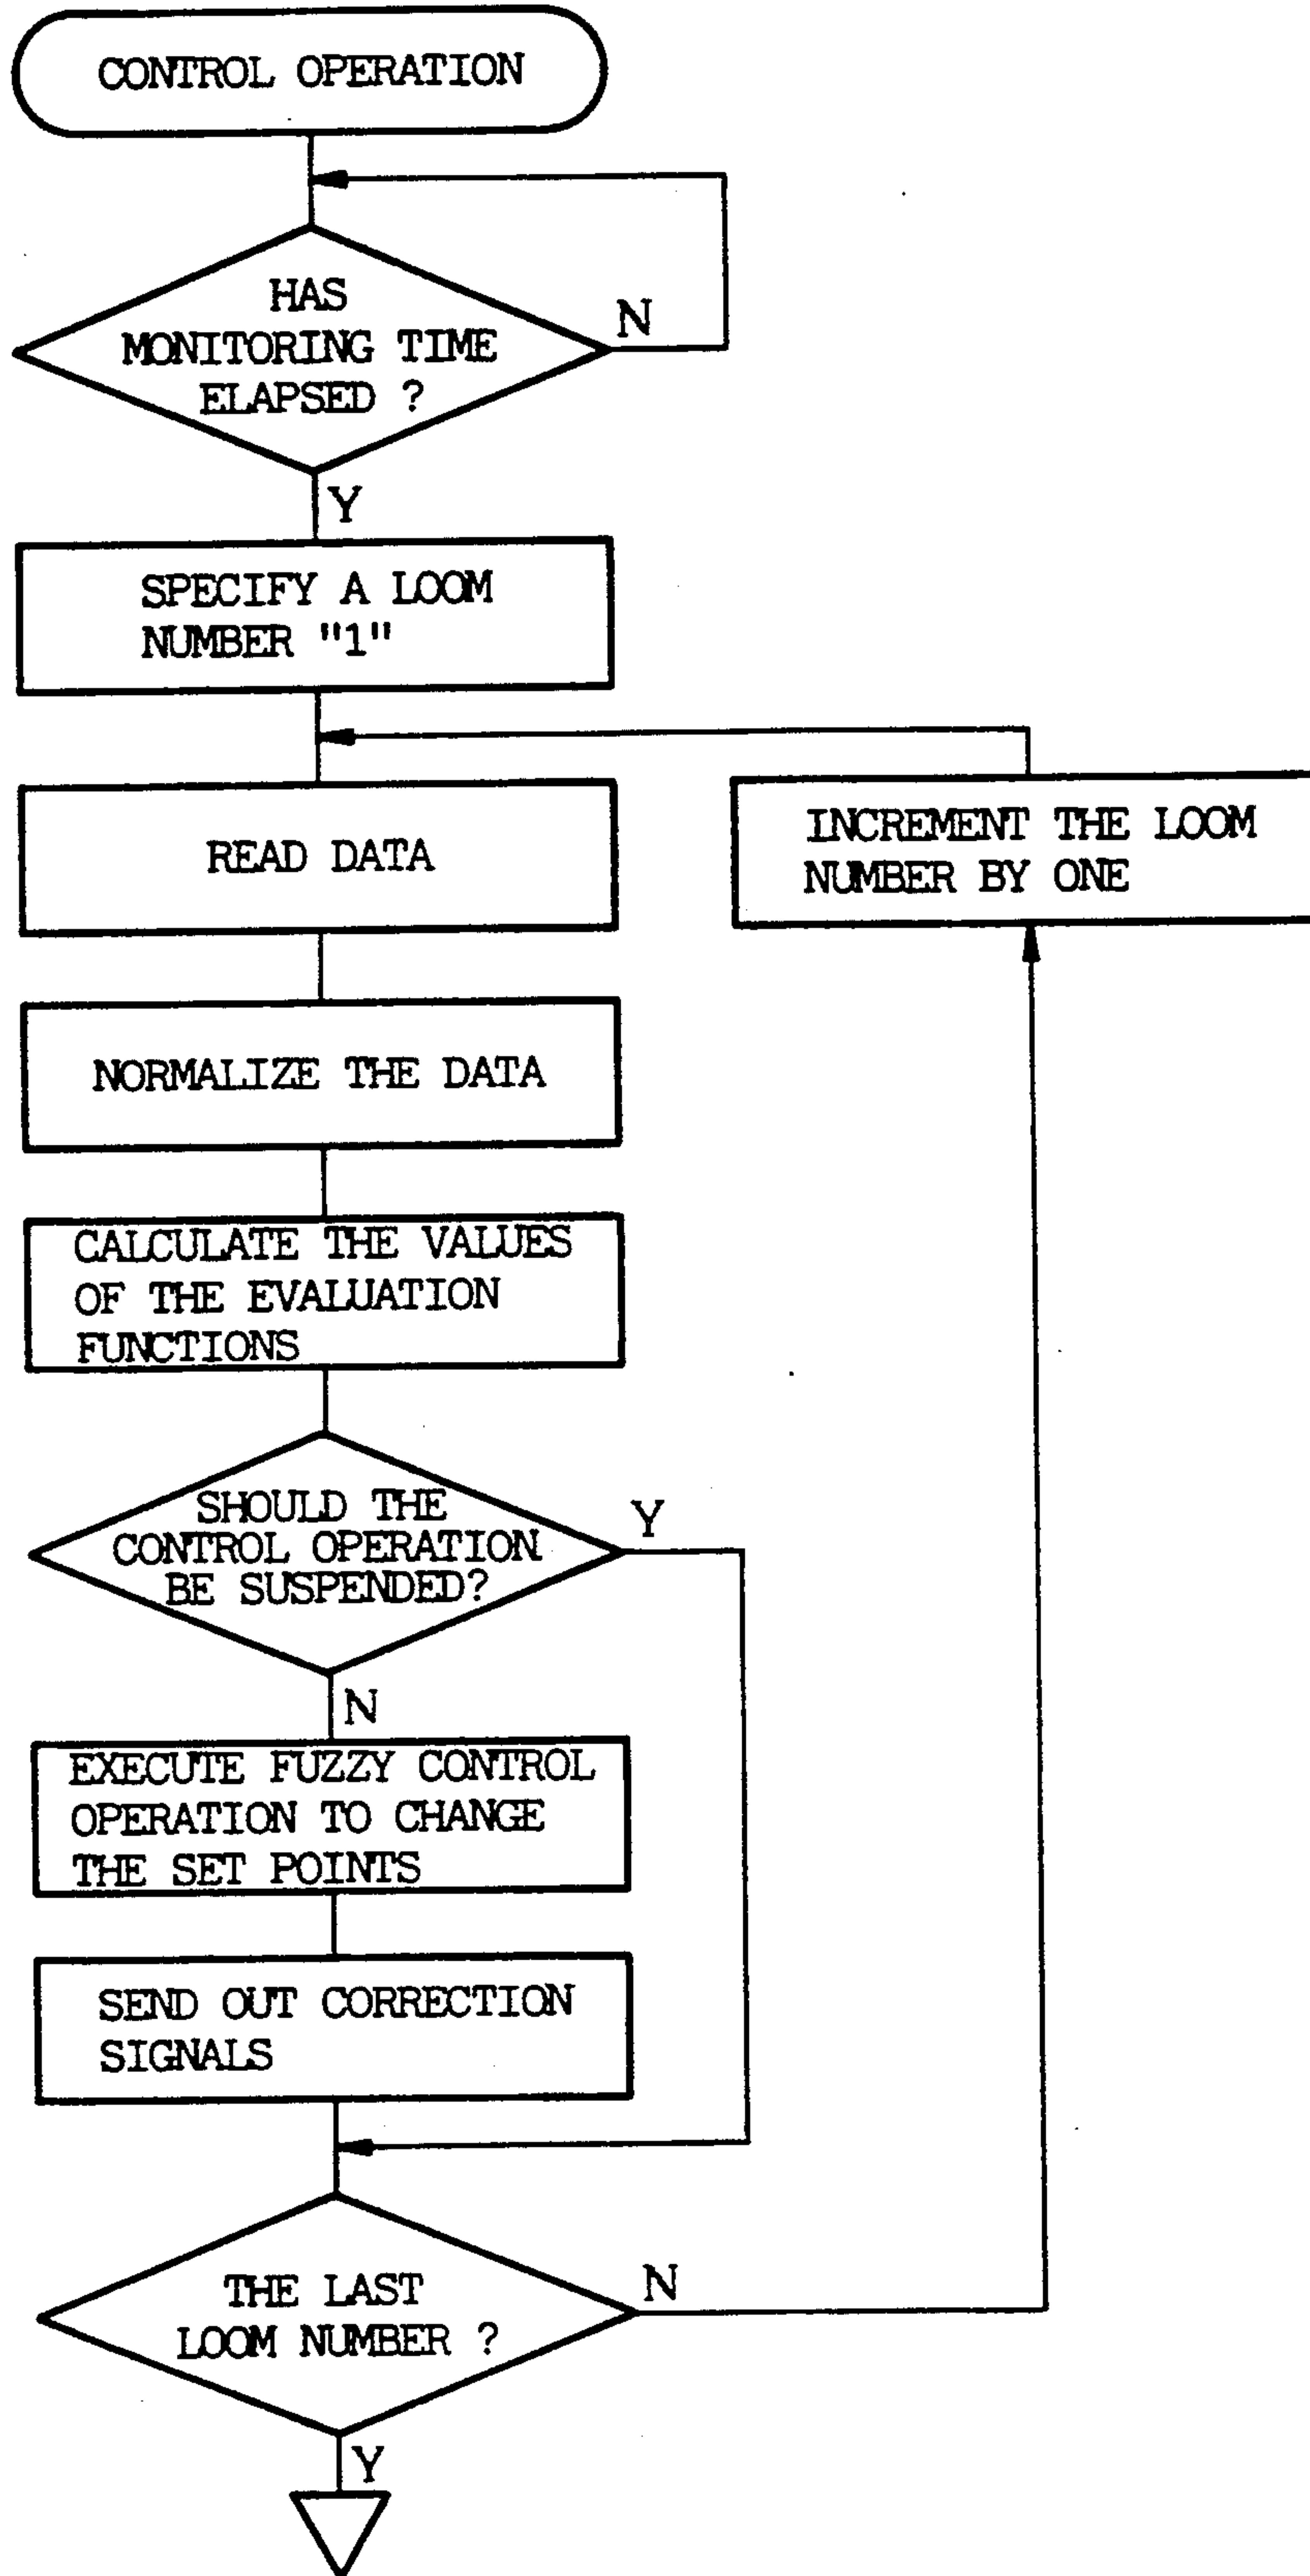 CONTROL OPERATION
HAS
MONITORING TIME
ELAPSED ?
N
Y
SPECIFY A LOOM
NUMBER "1"
READ DATA
INCREMENT THE LOOM
NUMBER BY ONE
NORMALIZE THE DATA
CALCULATE THE VALUES
OF THE EVALUATION
FUNCTIONS
SHOULD THE
CONTROL OPERATION
BE SUSPENDED?
Y
N
EXECUTE FUZZY CONTROL
OPERATION TO CHANGE
THE SET POINTS
SEND OUT CORRECTION
SIGNALS
THE LAST
LOOM NUMBER ?
N
Y